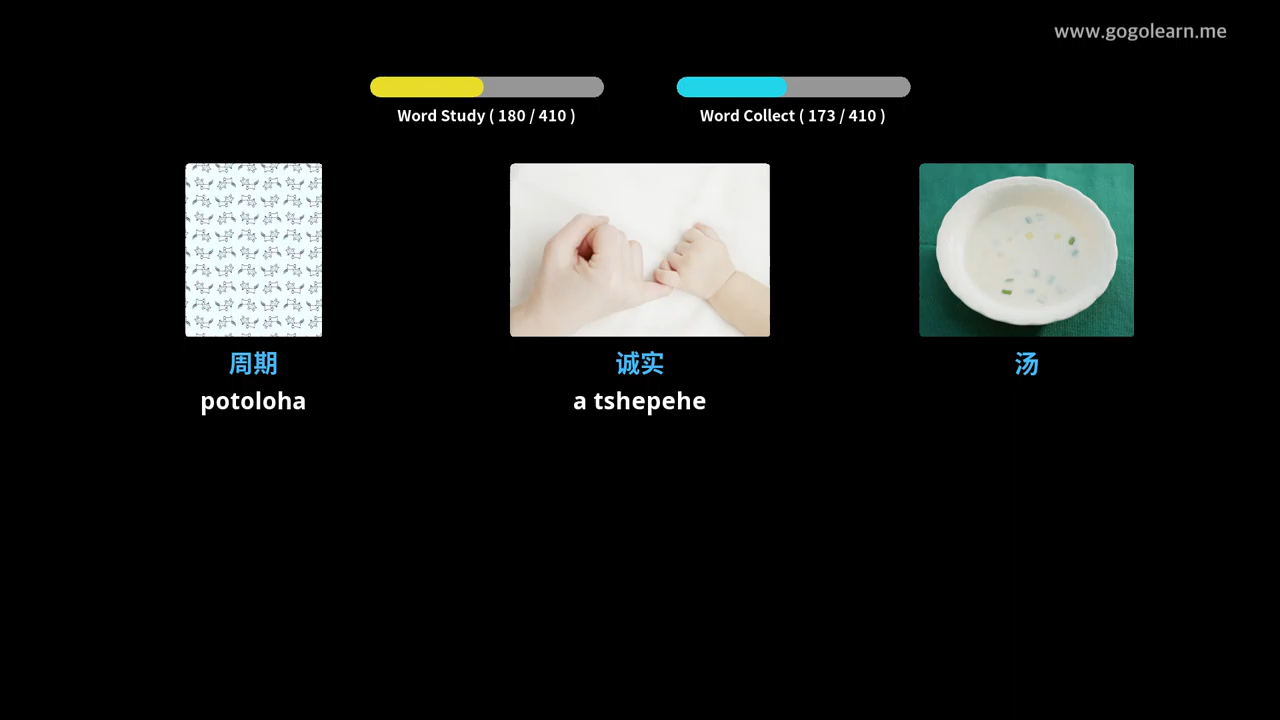 www.gogolearn.me
Word Study ( 180 / 410 )
Word Collect ( 173 / 410 )
周期
诚实
汤
potoloha
a tshepehe